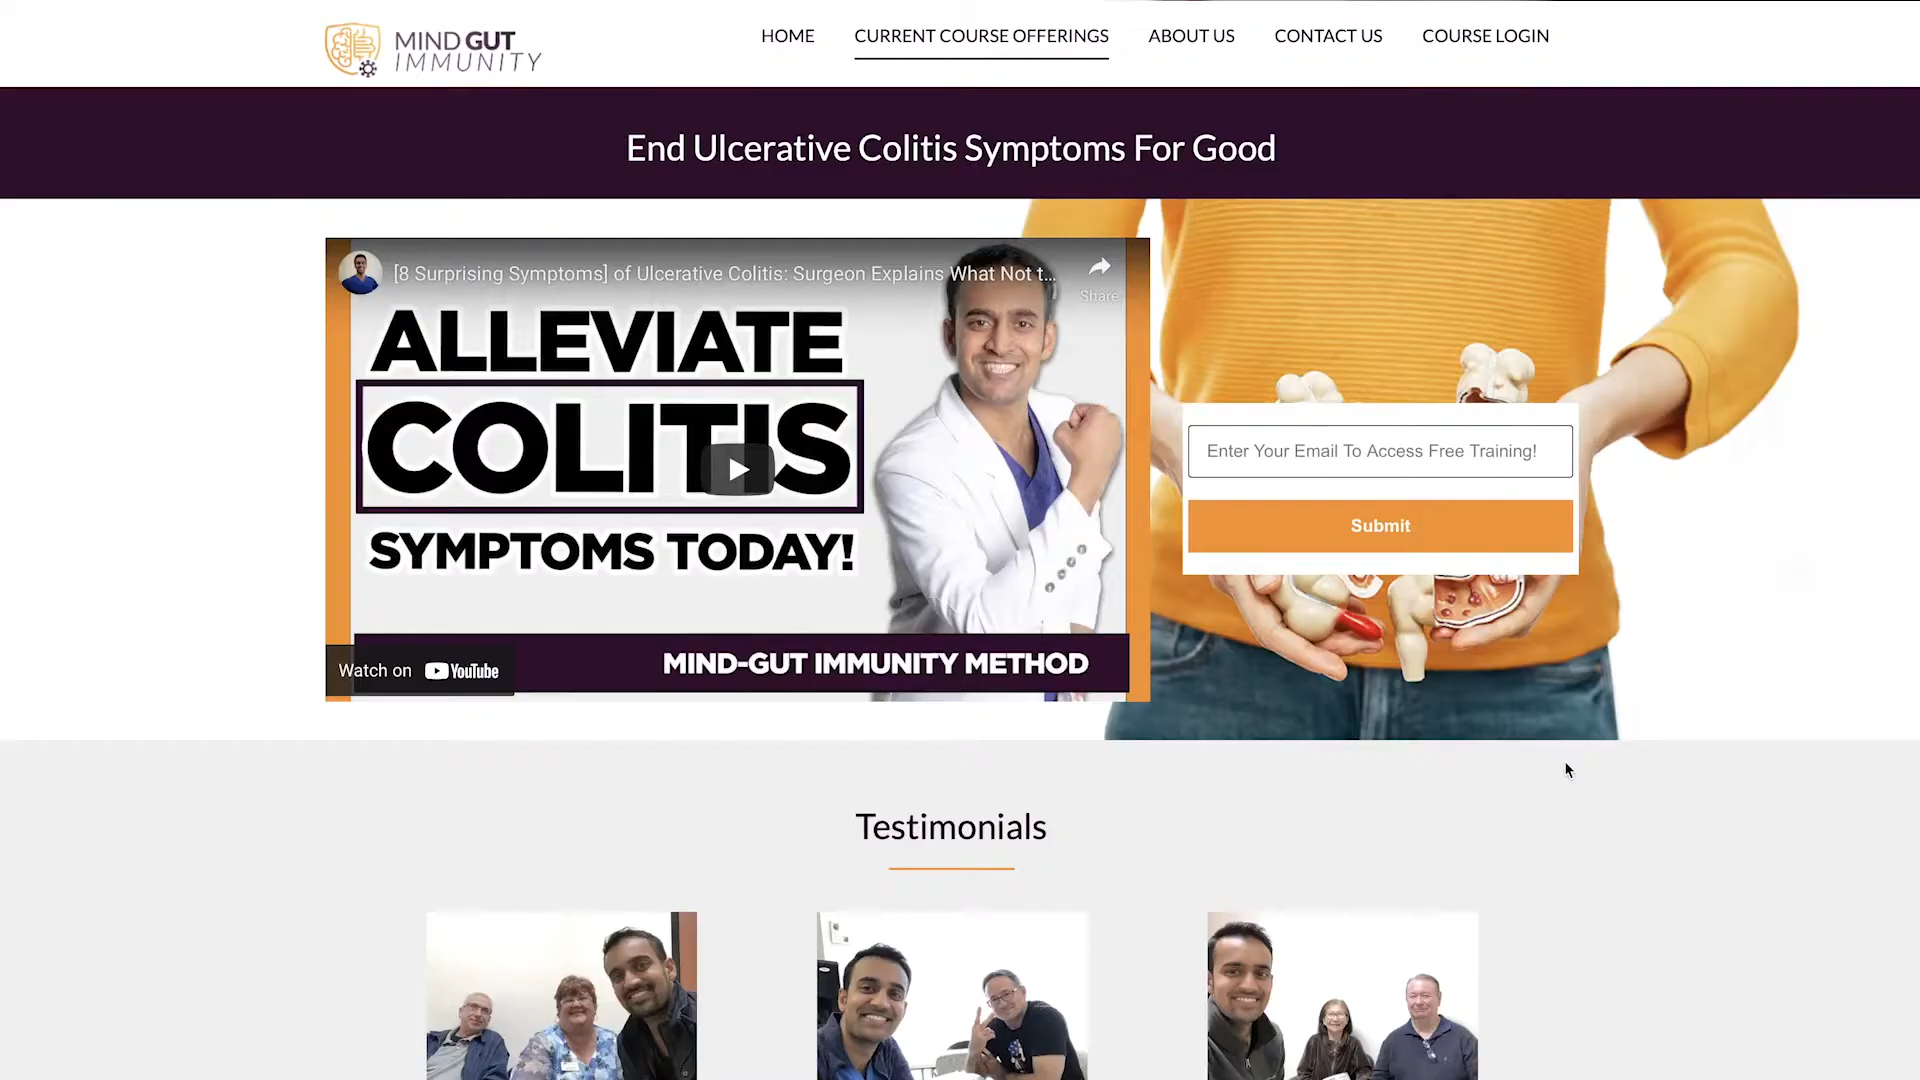 MIND GUT
IMMUNITY
HOME
CURRENT COURSE OFFERINGS
ABOUT US
CONTACT US
COURSE LOGIN
End Ulcerative Colitis Symptoms For Good
[8 Surprising Symptoms] of Ulcerative Colitis: Surgeon Explains What Not t...
Share
ALLEVIATE
COLITIS
SYMPTOMS TODAY!
MIND-GUT IMMUNITY METHOD
Watch on YouTube
Enter Your Email To Access Free Training!
Submit
Testimonials